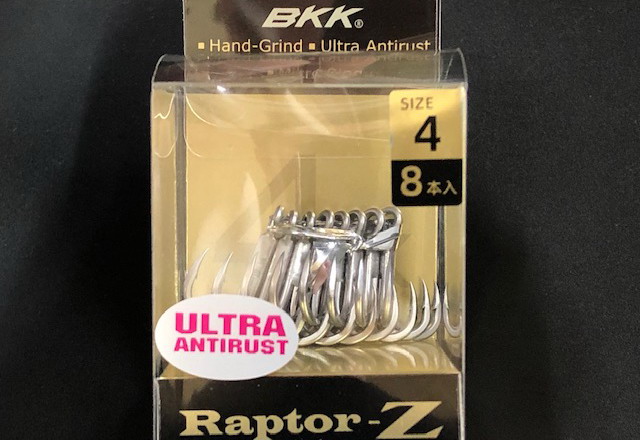 BKK®
▪ Hand-Grind ▪ Ultra Antirust
SIZE
4
8本入
ULTRA
ANTIRUST
Raptor-Z